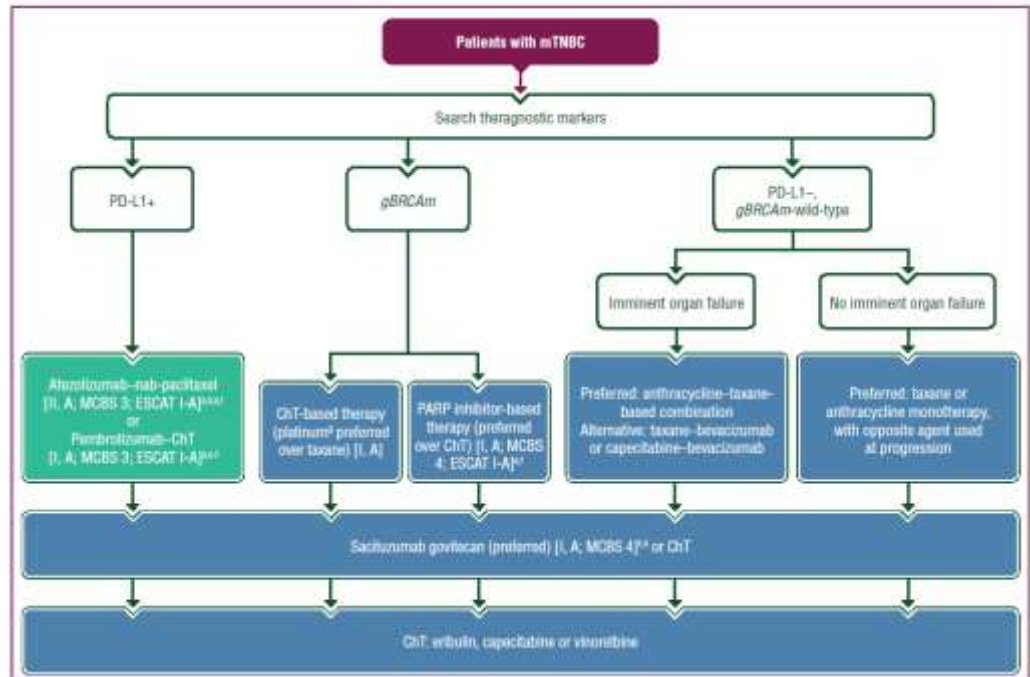 Patients with mTNBC
Search theragnostic markers
PD-L1+
gBRCAm
PD-L1–,
gBRCAm-wild-type
Imminent organ failure
No imminent organ failure
Atezolizumab–nab-paclitaxel
[II, A; MCBS 3; ESCAT I-A]
or
Pembrolizumab–ChT
[I, A; MCBS 3; ESCAT I-A]
ChT-based therapy
(platinum preferred
over taxane) [I, A]
PARP inhibitor-based
therapy (preferred
over ChT) [I, A; MCBS
4; ESCAT I-A]
Preferred: anthracycline–taxane-
based combination
Alternative: taxane–bevacizumab
or capecitabine–bevacizumab
Preferred: taxane or
anthracycline monotherapy,
with opposite agent used
at progression
Sacituzumab govitecan (preferred) [I, A; MCBS 4] or ChT
ChT: eribulin, capecitabine or vinorelbine